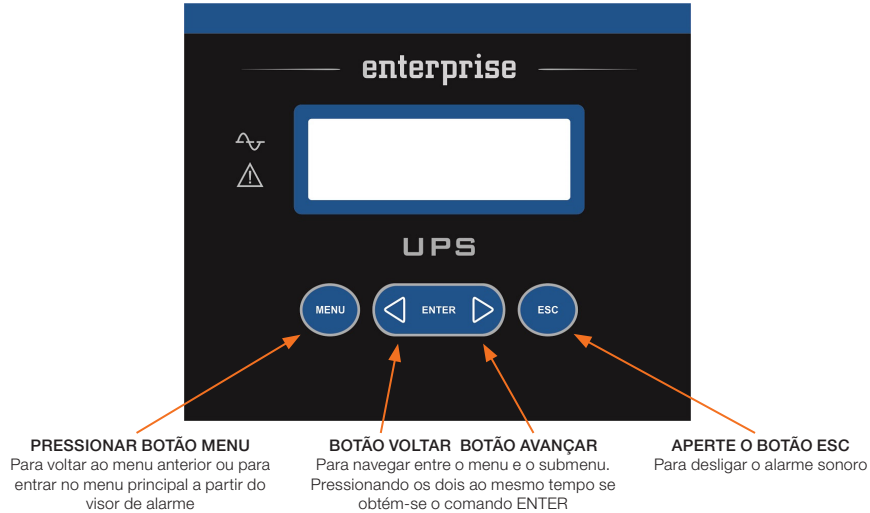 enterprise
UPS
MENU
ENTER
ESC
PRESSIONAR BOTÃO MENU
Para voltar ao menu anterior ou para
entrar no menu principal a partir do
visor de alarme
BOTÃO VOLTAR BOTÃO AVANÇAR
Para navegar entre o menu e o submenu.
Pressionando os dois ao mesmo tempo se
obtém-se o comando ENTER
APERTE O BOTÃO ESC
Para desligar o alarme sonoro